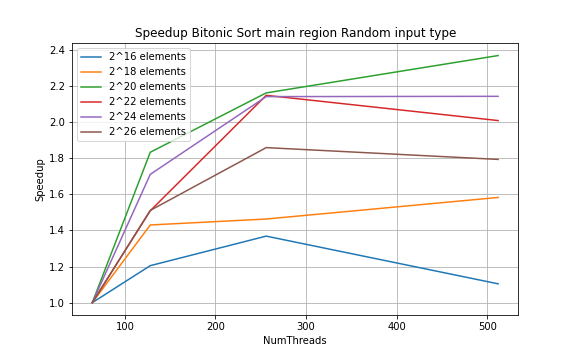 Speedup Bitonic Sort main region Random input type
2^16 elements
2^18 elements
2^20 elements
2^22 elements
2^24 elements
2^26 elements
Speedup
2.4
2.2
2.0
1.8
1.6
1.4
1.2
1.0
100
200
300
400
500
NumThreads